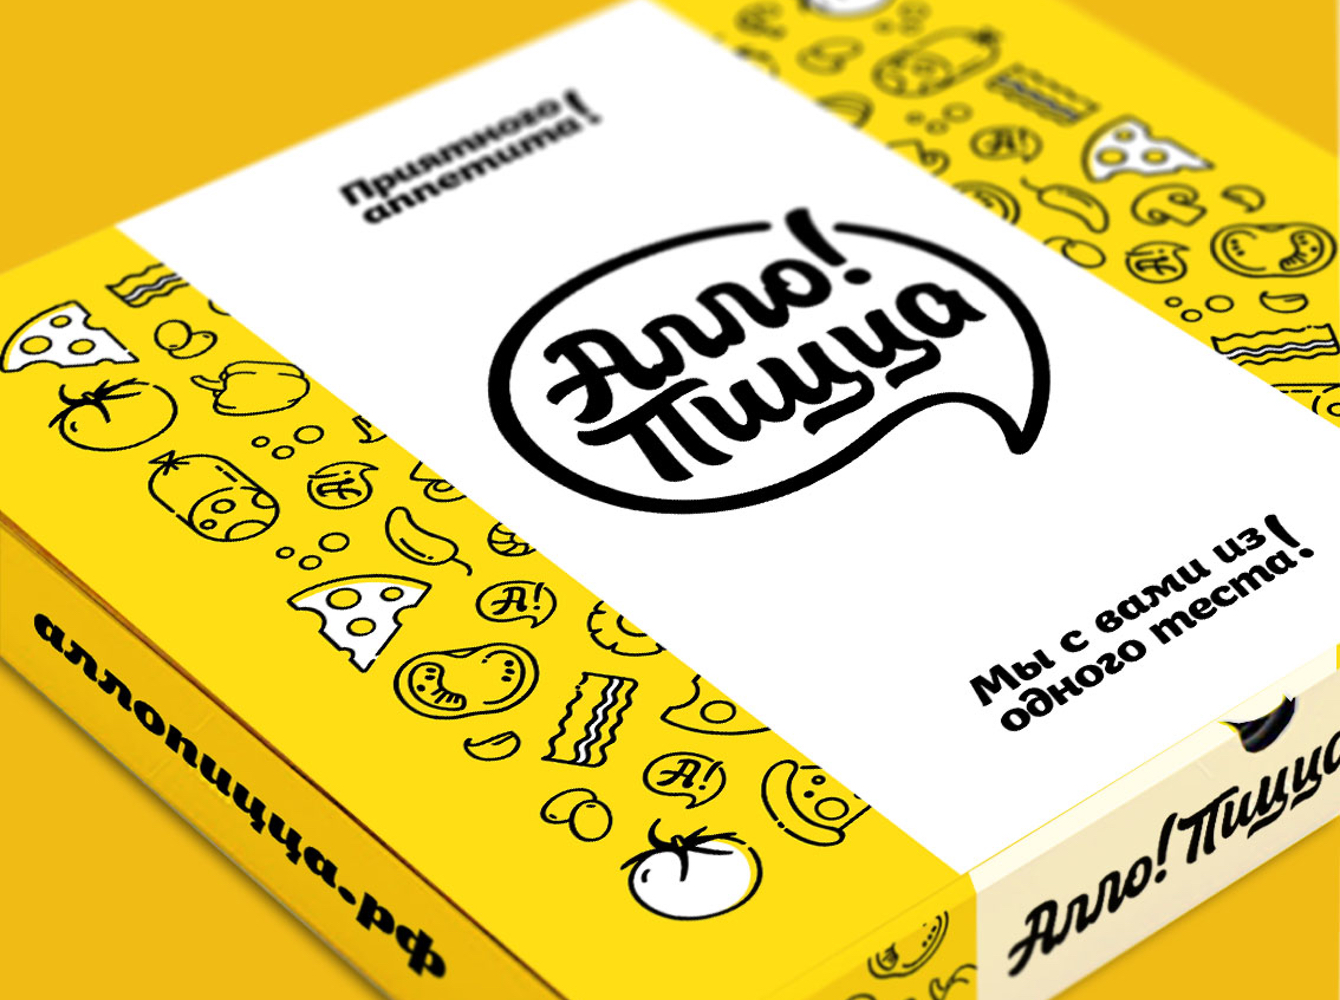 Приятного
аппетита!
Алло!
Пицца
Мы с вами из
одного теста!
А!
А!
аллопицца.рф
Алло! Пицца